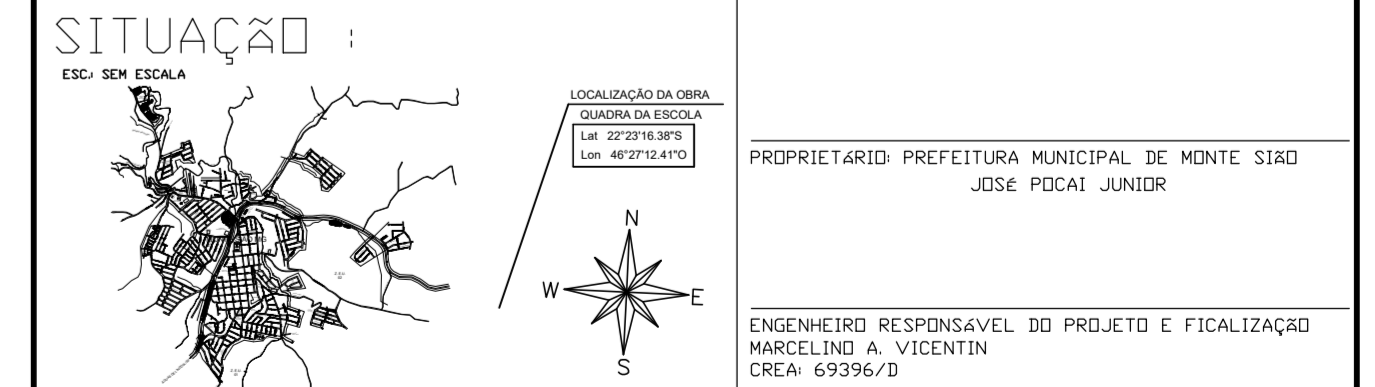 SITUAÇÃO :
ESC.: SEM ESCALA
LOCALIZAÇÃO DA OBRA
QUADRA DA ESCOLA
Lat 22°23'16.38"S
Lon 46°27'12.41"O
N
W
E
S
PROPRIETáRIO: PREFEITURA MUNICIPAL DE MONTE SIãO
JOSé POCAI JUNIOR
ENGENHEIRO RESPONSáVEL DO PROJETO E FICALIZAçãO
MARCELINO A. VICENTIN
CREA: 69396/D